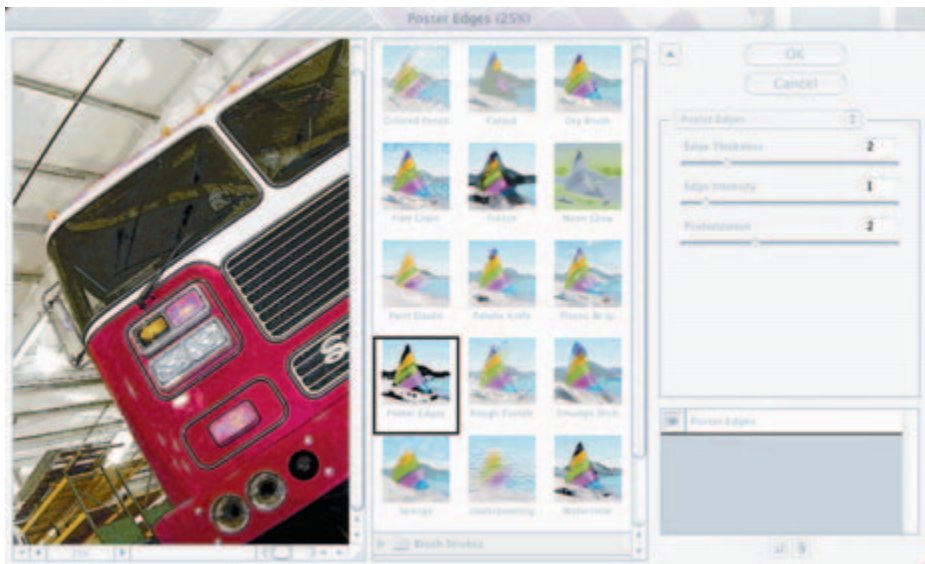 Poster Edges (25%)
OK
Cancel
Colored Pencil
Cutout
Dry Brush
Poster Edges
Edge Thickness 2
Film Grain
Fresco
Neon Glow
Edge Intensity 1
Posterization 2
Paint Daubs
Palette Knife
Plastic Wrap
Poster Edges
Rough Pastels
Smudge Stick
Poster Edges
Sponge
Underpainting
Watercolor
Brush Strokes
25%